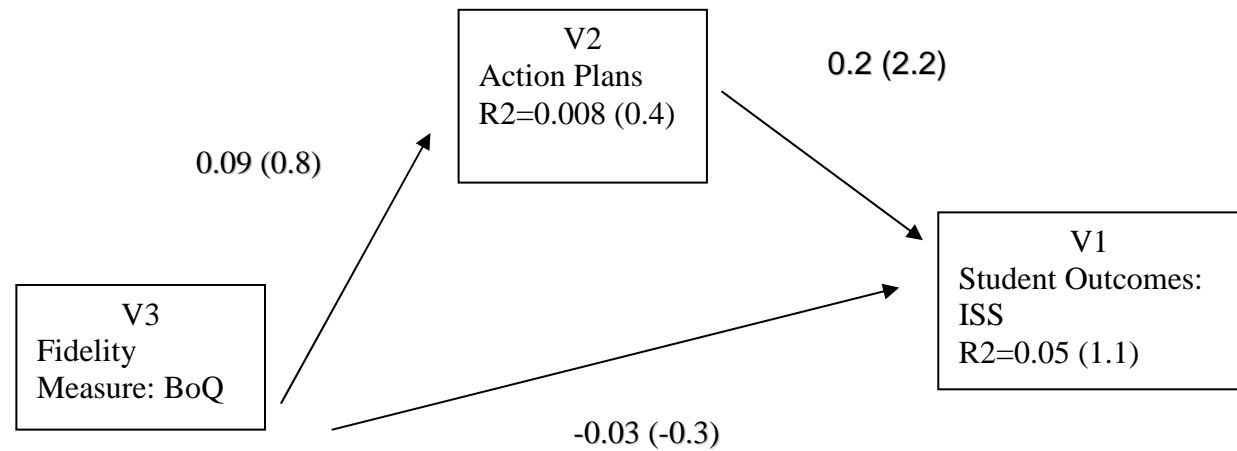 V2
Action Plans
R2=0.008 (0.4)
0.2 (2.2)
0.09 (0.8)
V1
Student Outcomes:
ISS
R2=0.05 (1.1)
V3
Fidelity
Measure: BoQ
-0.03 (-0.3)